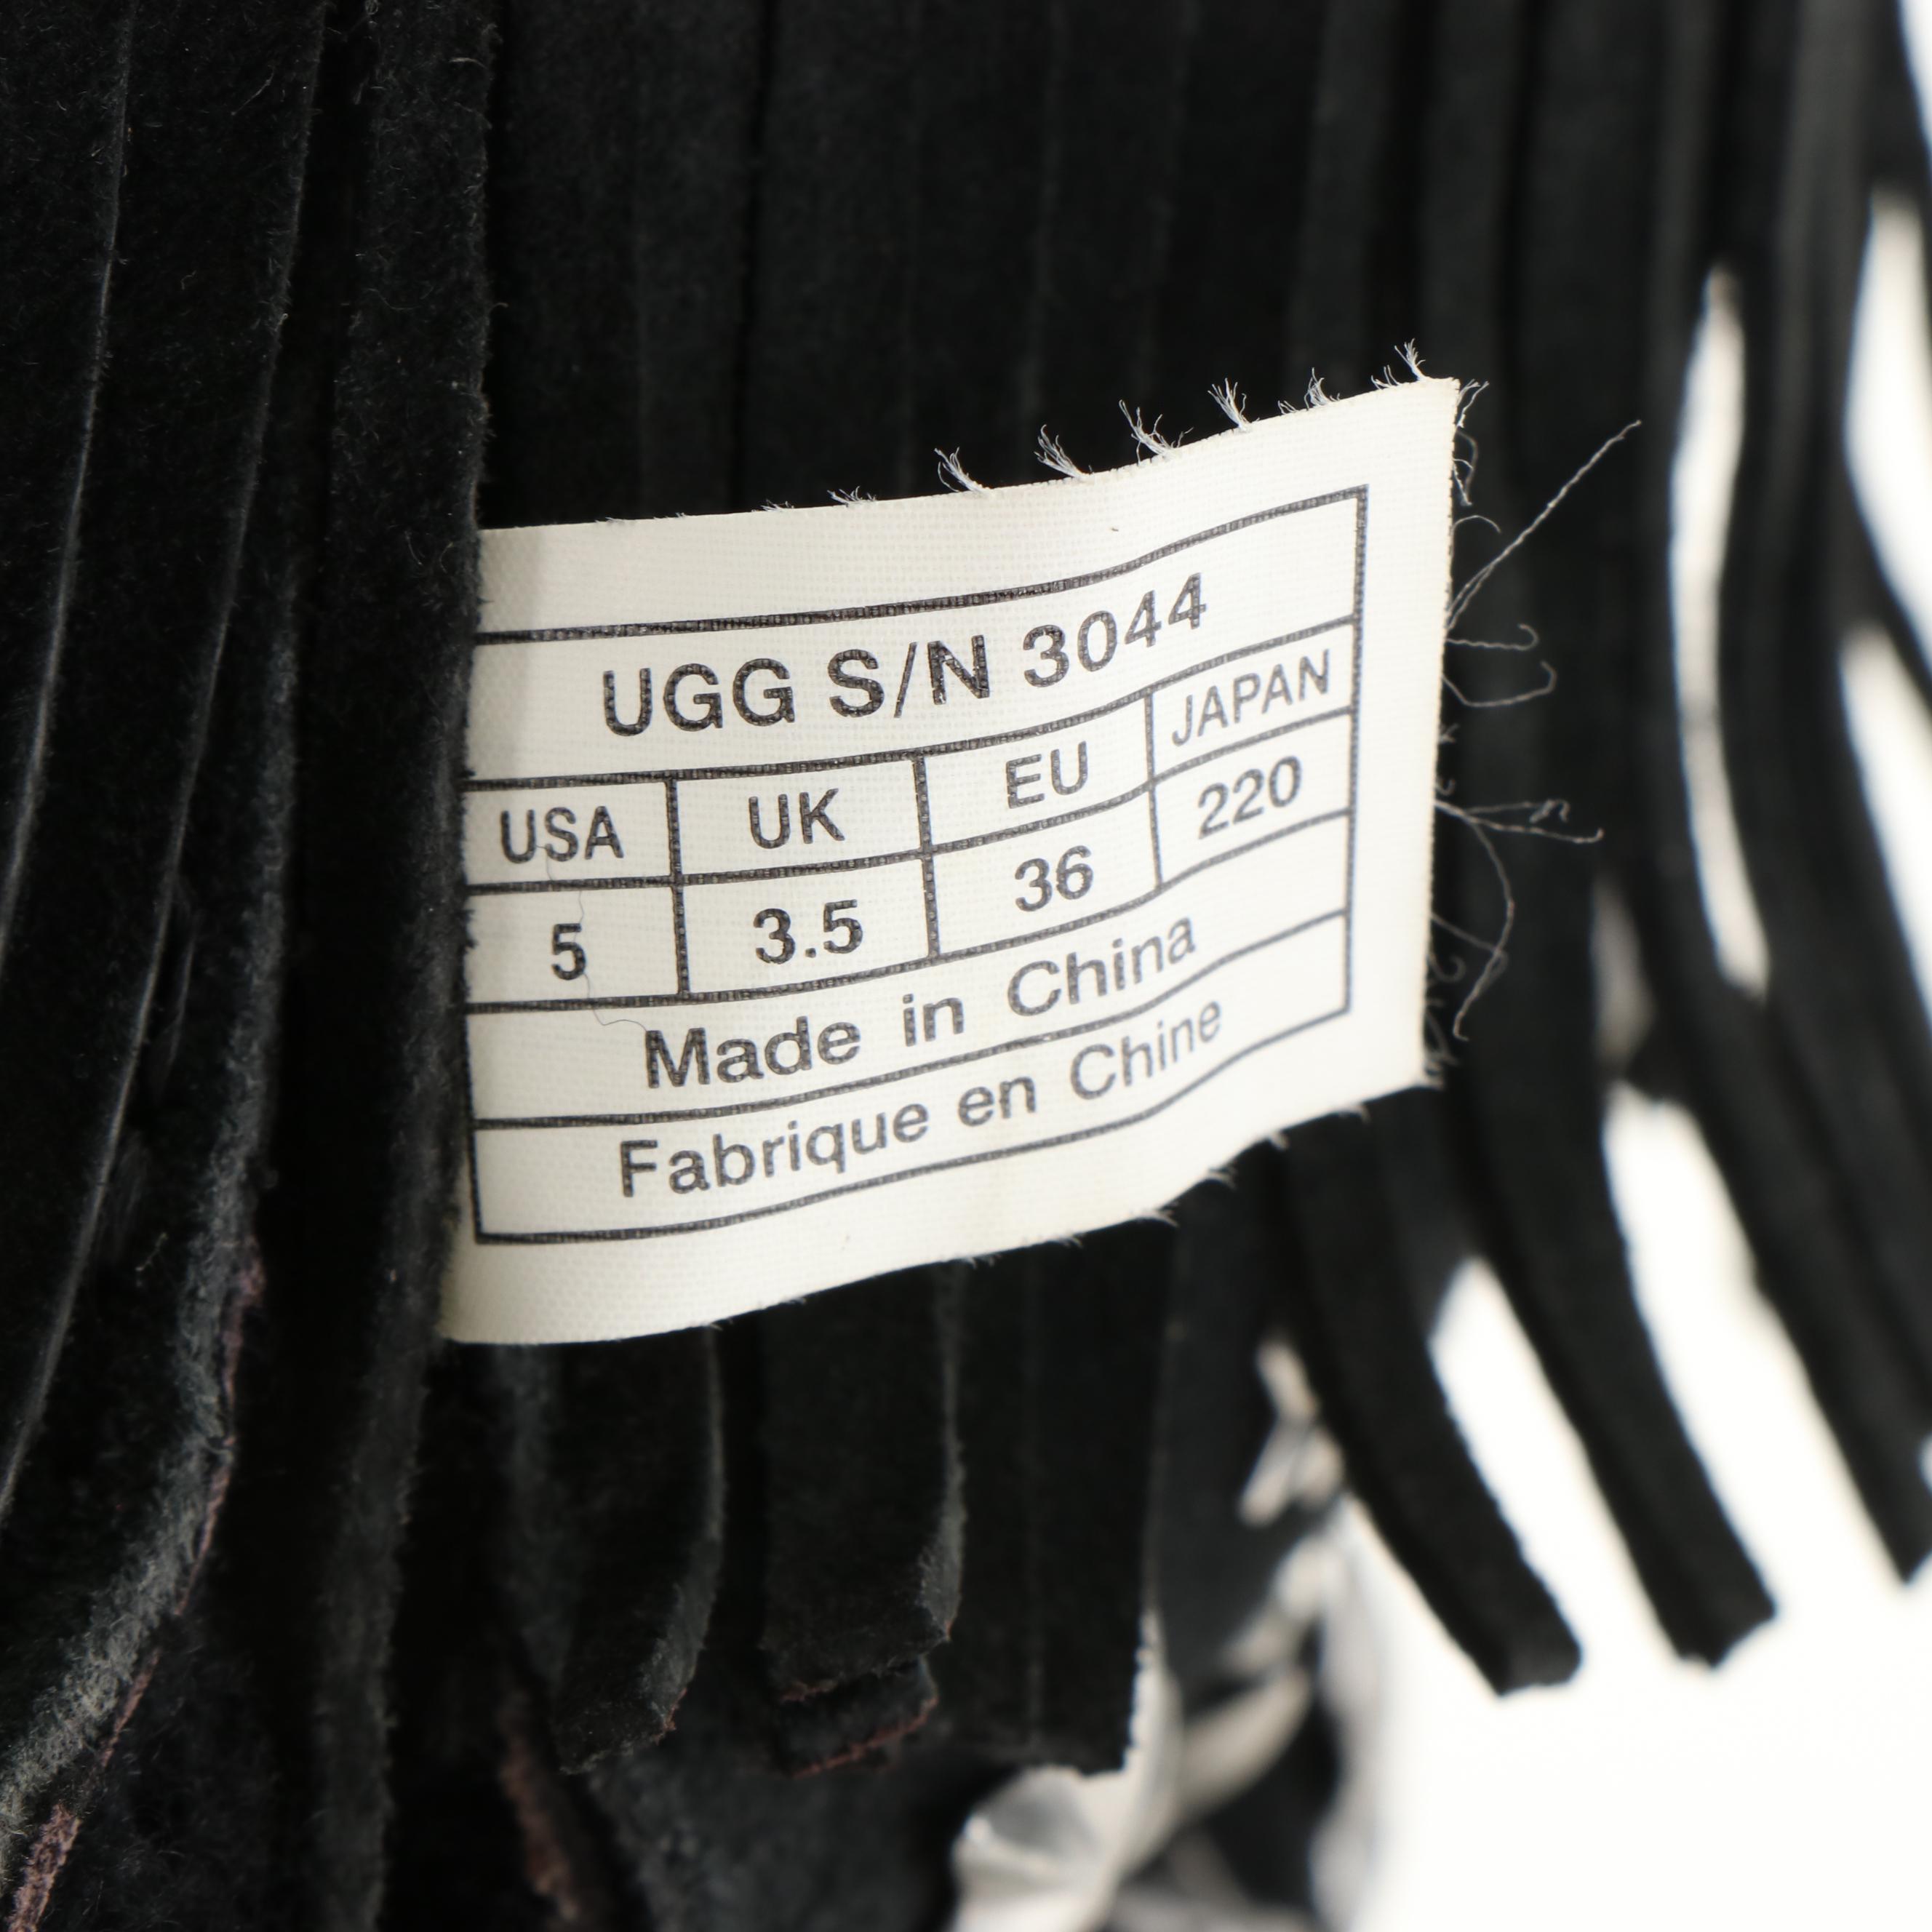 UGG S/N 3044
USA UK EU JAPAN
5 3.5 36 220
Made in China
Fabrique en Chine